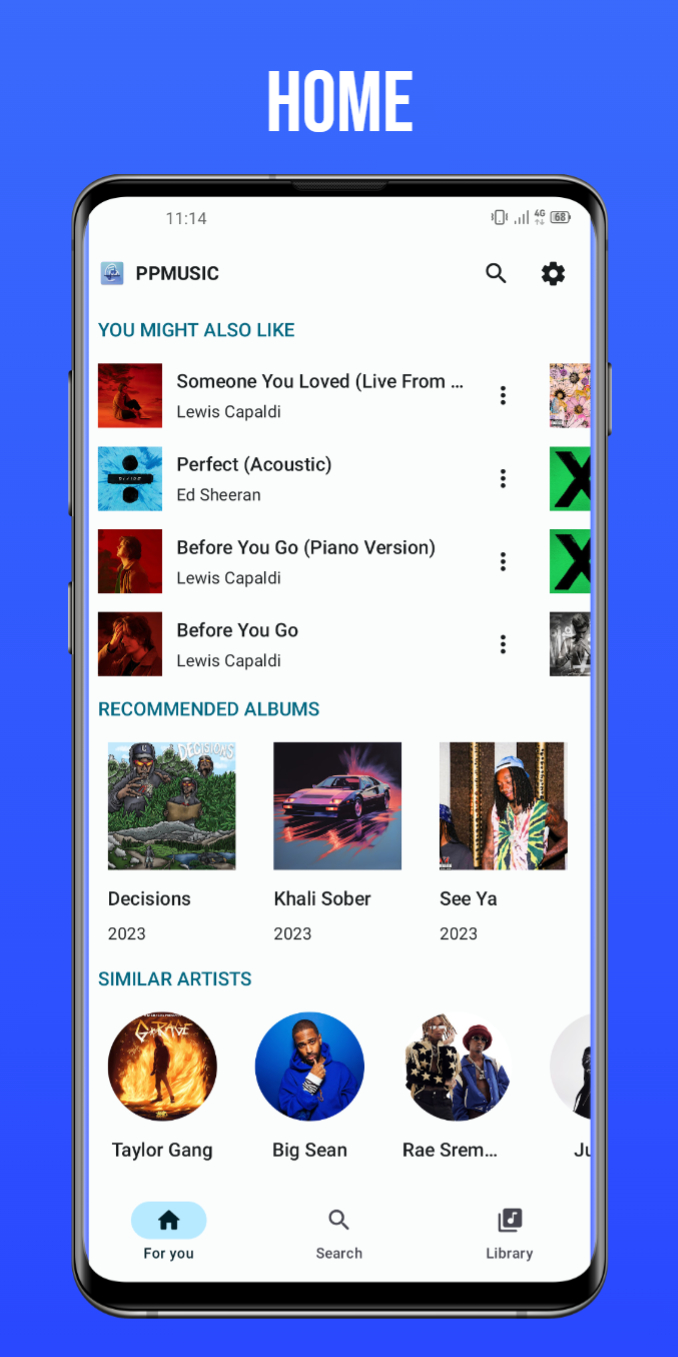 HOME
11:14
4G
68
PPMUSIC
YOU MIGHT ALSO LIKE
Someone You Loved (Live From ...
Lewis Capaldi
Perfect (Acoustic)
Ed Sheeran
Before You Go (Piano Version)
Lewis Capaldi
Before You Go
Lewis Capaldi
RECOMMENDED ALBUMS
DECISIONS
Decisions
2023
Khali Sober
2023
See Ya
2023
SIMILAR ARTISTS
Taylor Gang
Big Sean
Rae Srem...
Ju
For you
Search
Library